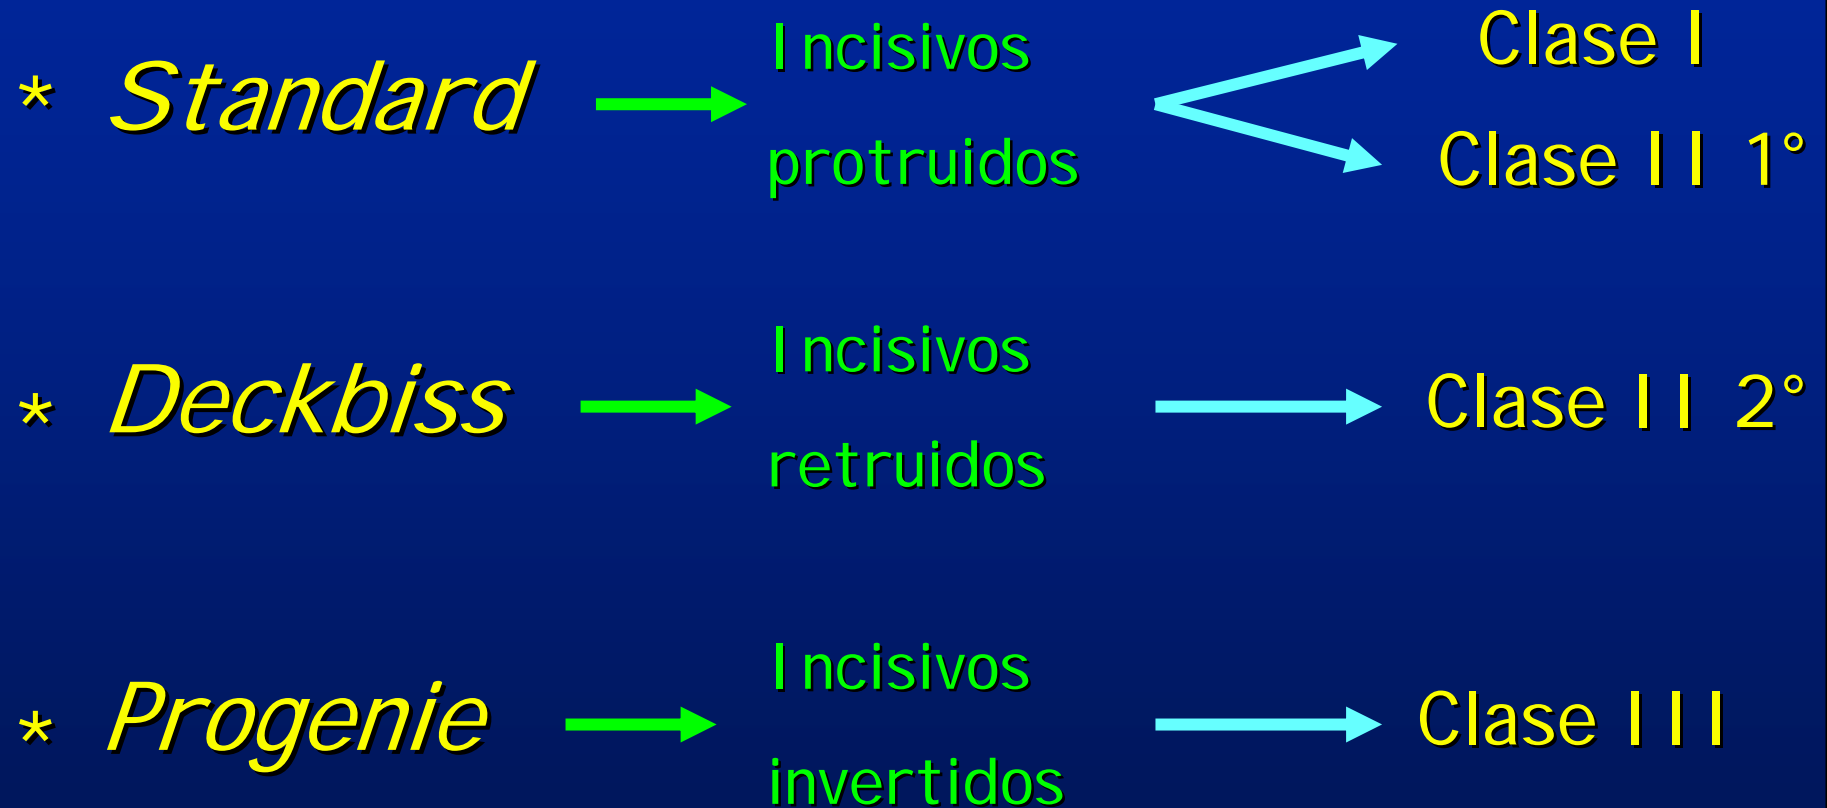 * Standard
Incisivos
protruidos
Clase I
Clase II 1°
* Deckbiss
Incisivos
retruidos
Clase II 2°
* Progenie
Incisivos
invertidos
Clase III